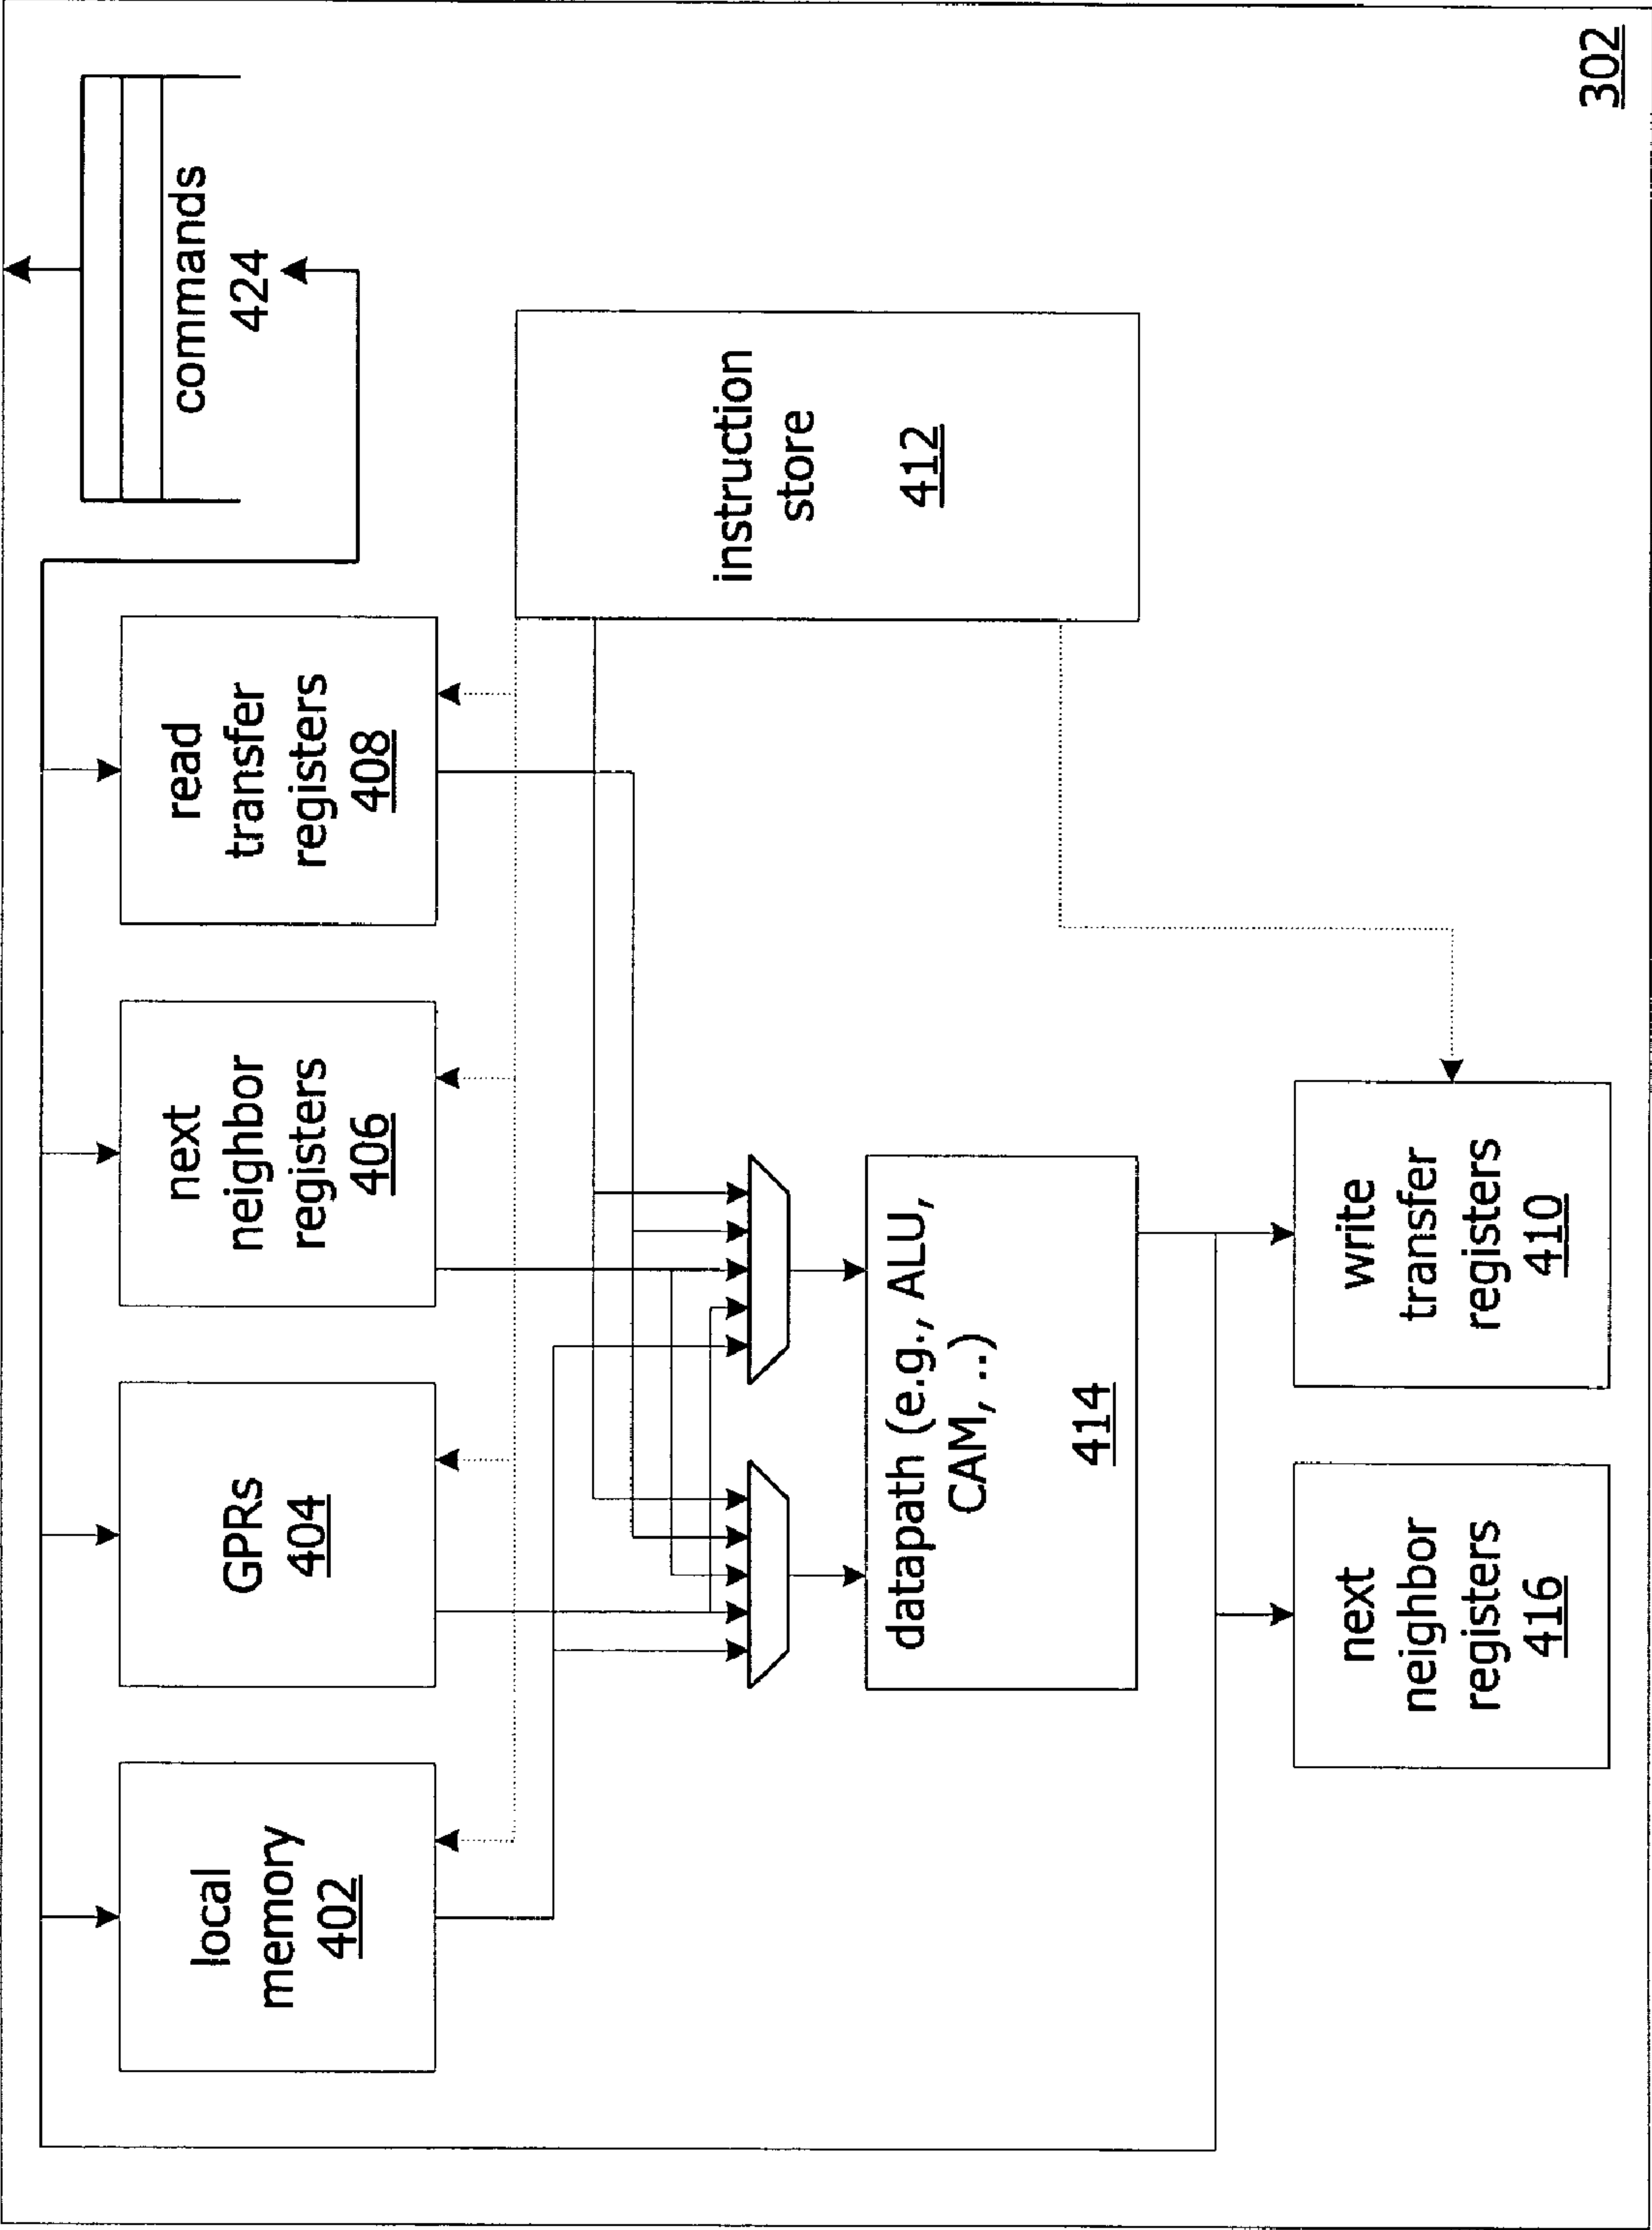 local
memory
402
GPRs
404
next
neighbor
registers
406
read
transfer
registers
408
commands
424
instruction
store
412
datapath (e.g., ALU,
CAM, ..)
414
next
neighbor
registers
416
write
transfer
registers
410
302